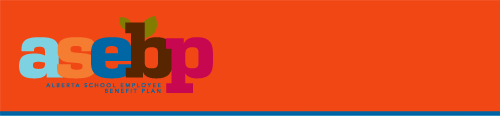 asebp
ALBERTA SCHOOL EMPLOYEE
BENEFIT PLAN